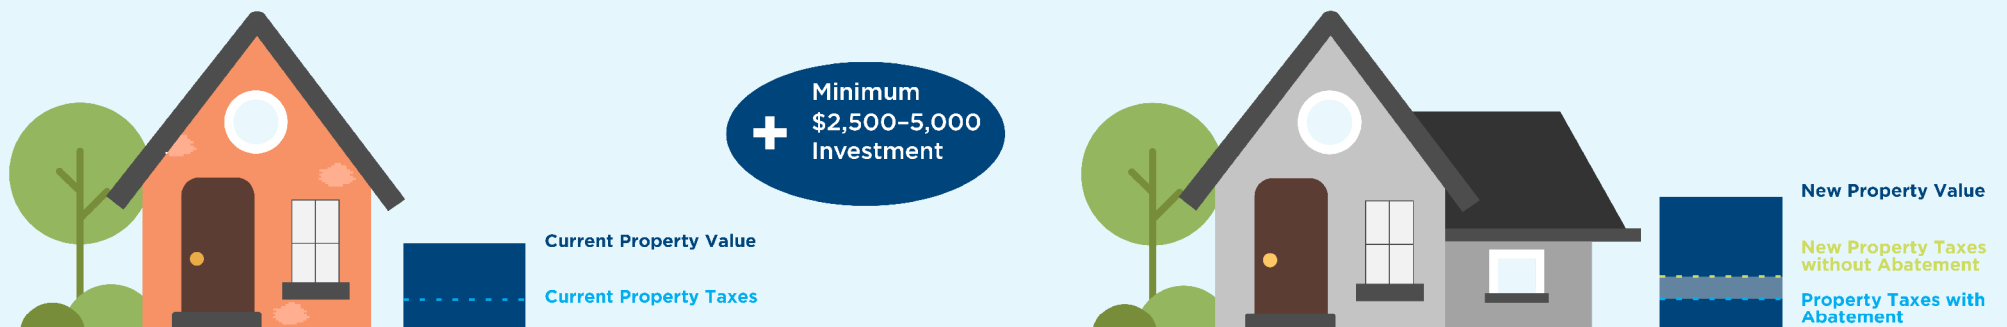 Minimum
$2,500–5,000
Investment
Current Property Value
Current Property Taxes
New Property Value
New Property Taxes
without Abatement
Property Taxes with
Abatement